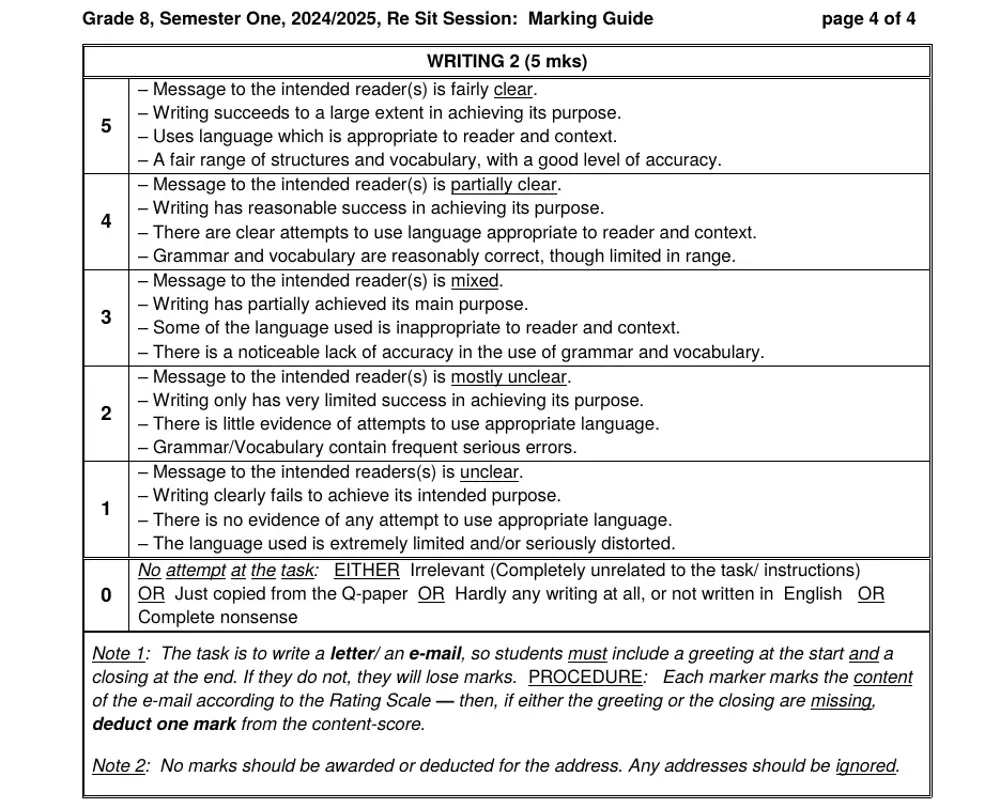 Grade 8, Semester One, 2024/2025, Re Sit Session:  Marking Guide page 4 of 4
WRITING 2 (5 mks)
5
– Message to the intended reader(s) is fairly clear.
– Writing succeeds to a large extent in achieving its purpose.
– Uses language which is appropriate to reader and context.
– A fair range of structures and vocabulary, with a good level of accuracy.
4
– Message to the intended reader(s) is partially clear.
– Writing has reasonable success in achieving its purpose.
– There are clear attempts to use language appropriate to reader and context.
– Grammar and vocabulary are reasonably correct, though limited in range.
3
– Message to the intended reader(s) is mixed.
– Writing has partially achieved its main purpose.
– Some of the language used is inappropriate to reader and context.
– There is a noticeable lack of accuracy in the use of grammar and vocabulary.
2
– Message to the intended reader(s) is mostly unclear.
– Writing only has very limited success in achieving its purpose.
– There is little evidence of attempts to use appropriate language.
– Grammar/Vocabulary contain frequent serious errors.
1
– Message to the intended readers(s) is unclear.
– Writing clearly fails to achieve its intended purpose.
– There is no evidence of any attempt to use appropriate language.
– The language used is extremely limited and/or seriously distorted.
0
No attempt at the task: EITHER Irrelevant (Completely unrelated to the task/ instructions)
OR Just copied from the Q-paper OR Hardly any writing at all, or not written in English OR
Complete nonsense
Note 1: The task is to write a letter/ an e-mail, so students must include a greeting at the start and a
closing at the end. If they do not, they will lose marks. PROCEDURE: Each marker marks the content
of the e-mail according to the Rating Scale — then, if either the greeting or the closing are missing,
deduct one mark from the content-score.
Note 2: No marks should be awarded or deducted for the address. Any addresses should be ignored.